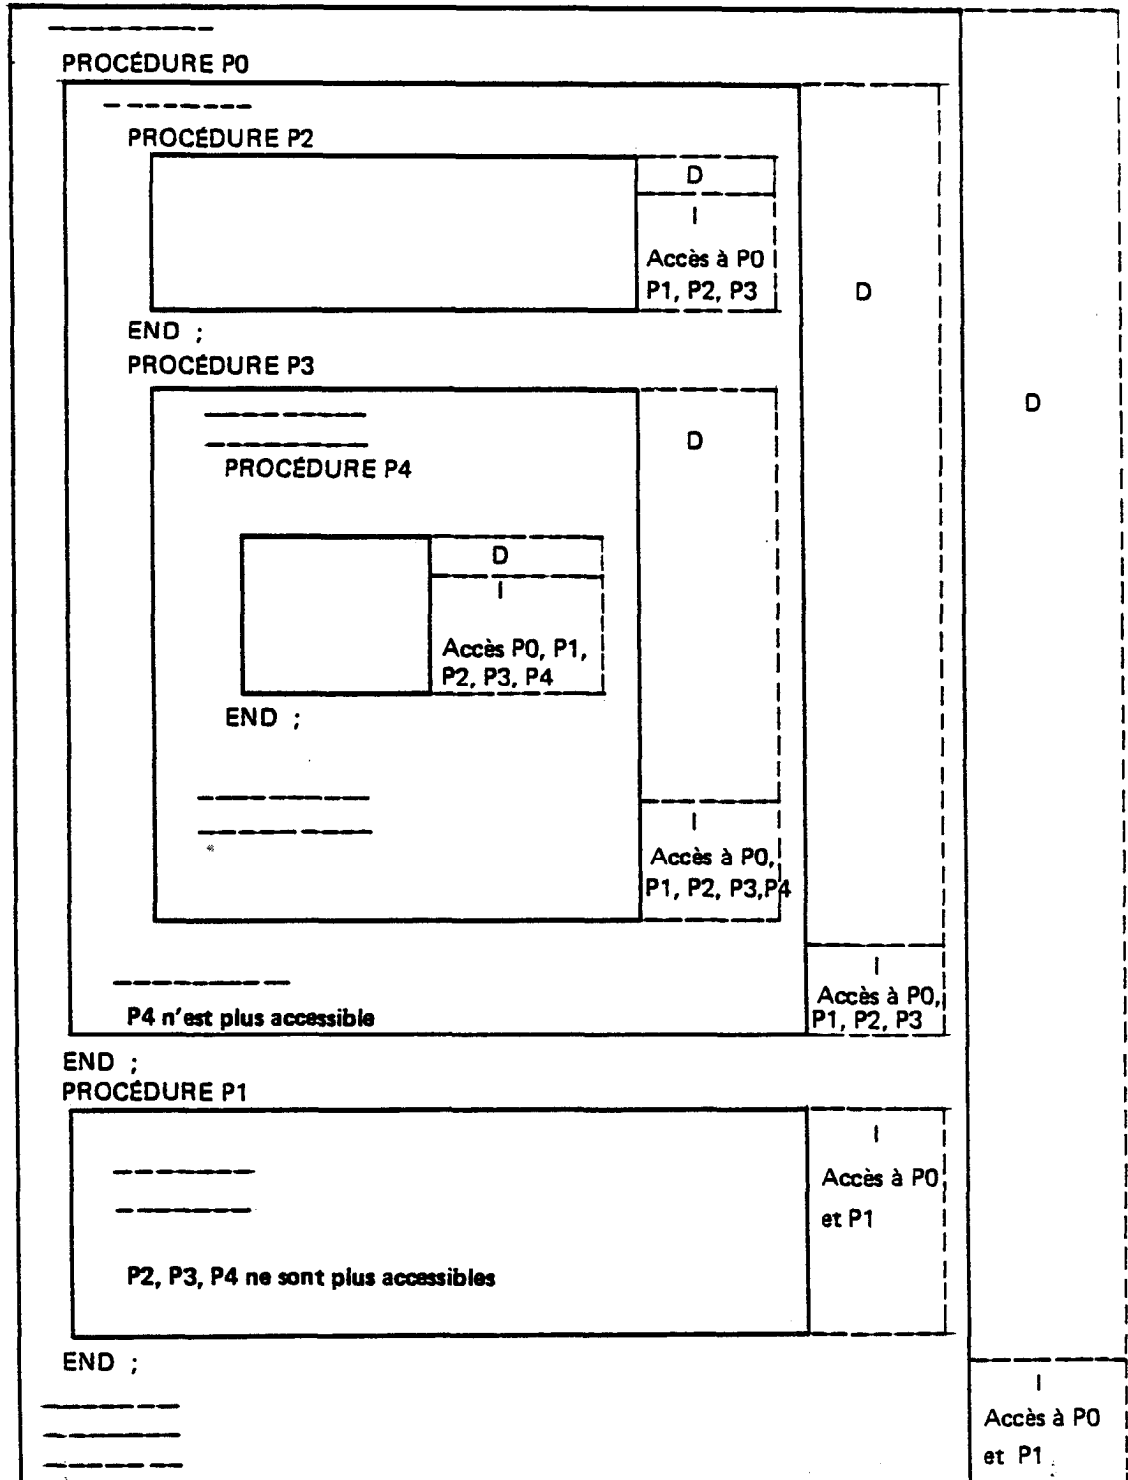 PROCÉDURE P0
PROCÉDURE P2
D
I
Accès à P0
P1, P2, P3
D
END ;
PROCÉDURE P3
D
D
PROCÉDURE P4
D
I
Accès P0, P1,
P2, P3, P4
END ;
I
Accès à P0,
P1, P2, P3,P4
I
Accès à P0,
P1, P2, P3
P4 n'est plus accessible
END ;
PROCÉDURE P1
I
Accès à P0
et P1
P2, P3, P4 ne sont plus accessibles
END ;
I
Accès à P0
et P1